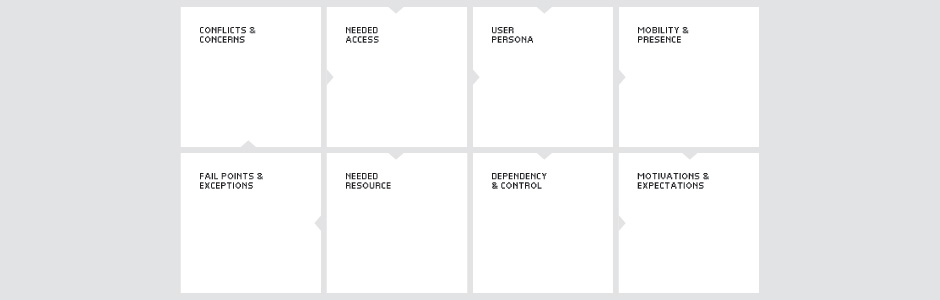 CONFLICTS &
CONCERNS
NEEDED
ACCESS
USER
PERSONA
MOBILITY &
PRESENCE
FAIL POINTS &
EXCEPTIONS
NEEDED
RESOURCE
DEPENDENCY
& CONTROL
MOTIVATIONS &
EXPECTATIONS